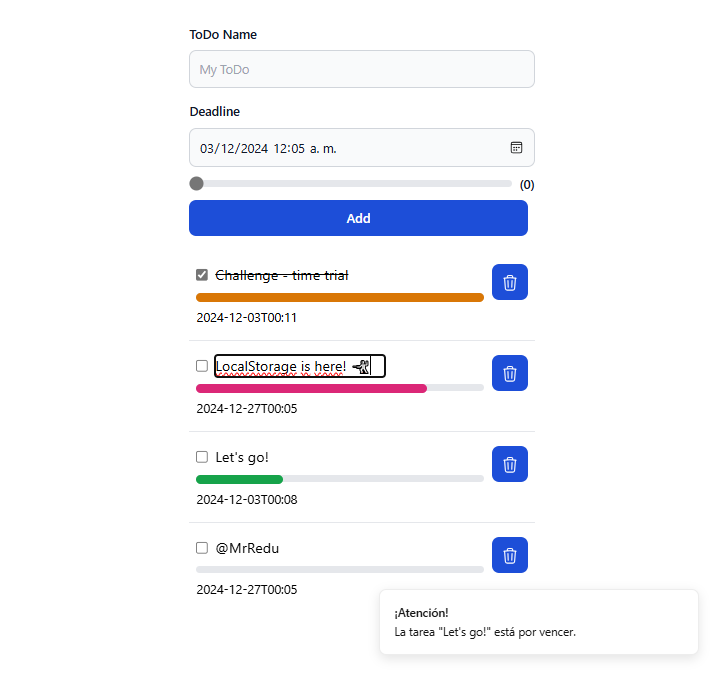 ToDo Name
My ToDo
Deadline
03/12/2024 12:05 a. m.
(0)
Add
Challenge - time trial
2024-12-03T00:11
LocalStorage is here!
2024-12-27T00:05
Let's go!
2024-12-03T00:08
@MrRedu
2024-12-27T00:05
¡Atención!
La tarea "Let's go!" está por vencer.